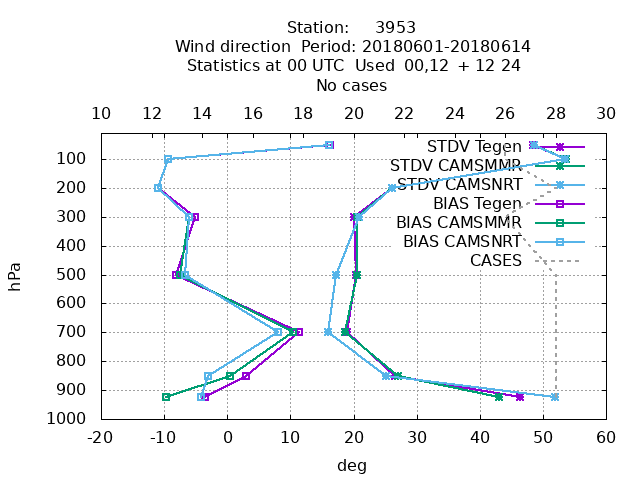 Station: 3953
Wind direction Period: 20180601-20180614
Statistics at 00 UTC Used 00,12 + 12 24
No cases
10 12 14 16 18 20 22 24 26 28 30
STDV Tegen
STDV CAMSMMR
STDV CAMSNRT
BIAS Tegen
BIAS CAMSMMR
BIAS CAMSNRT
CASES
100
200
300
400
500
600
700
800
900
1000
hPa
-20 -10 0 10 20 30 40 50 60
deg